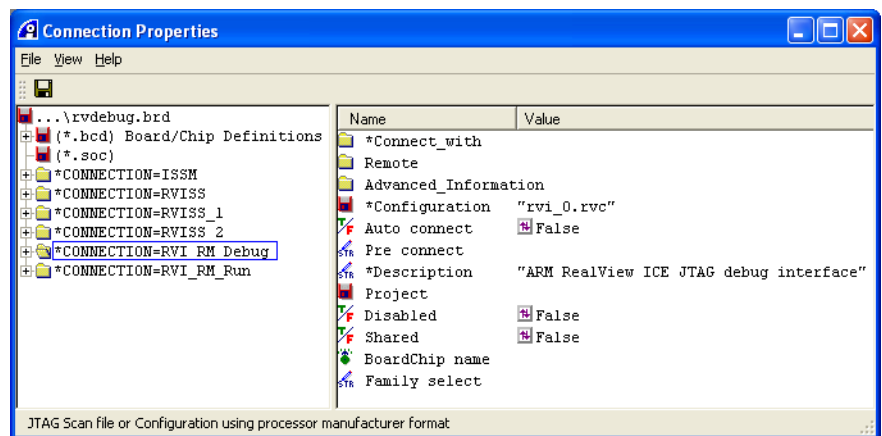 Connection Properties
File View Help
...\rvdebug.brd
(*.bcd) Board/Chip Definitions
(*.soc)
*CONNECTION=ISSM
*CONNECTION=RVISS
*CONNECTION=RVISS_1
*CONNECTION=RVISS_2
*CONNECTION=RVI_RM_Debug
*CONNECTION=RVI_RM_Run
Name Value
*Connect_with
Remote
Advanced_Information
*Configuration "rvi_0.rvc"
T/F Auto connect False
STR Pre connect
STR *Description "ARM RealView ICE JTAG debug interface"
Project
T/F Disabled False
T/F Shared False
BoardChip name
STR Family select
JTAG Scan file or Configuration using processor manufacturer format